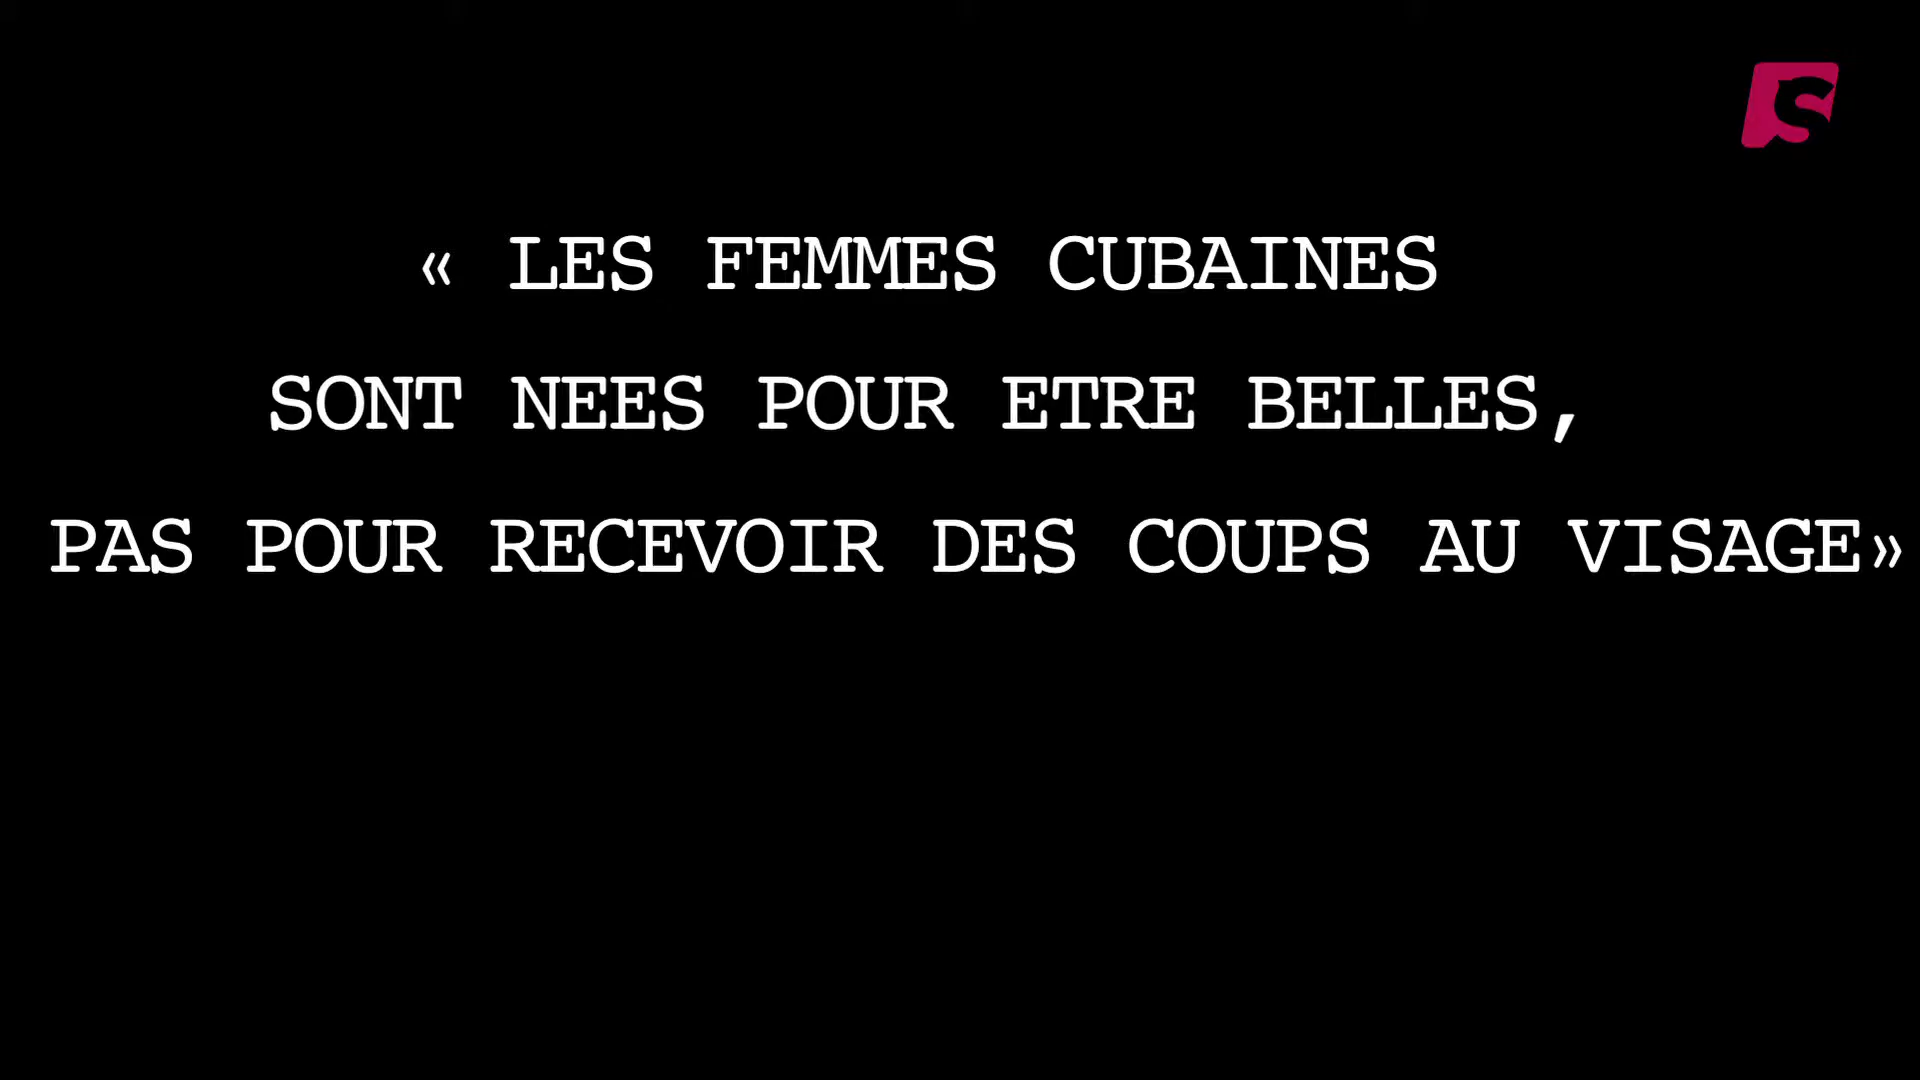 « LES FEMMES CUBAINES
SONT NEES POUR ETRE BELLES,
PAS POUR RECEVOIR DES COUPS AU VISAGE»